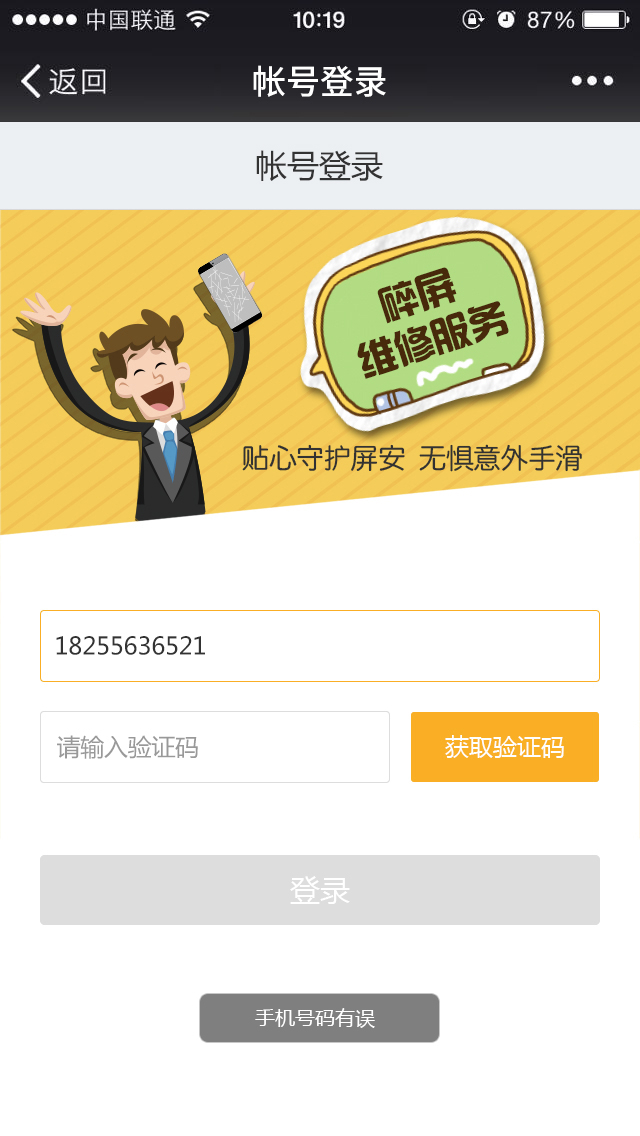 中国联通 10:19 87%
返回 帐号登录
帐号登录
碎屏
维修服务
贴心守护屏安 无惧意外手滑
18255636521
请输入验证码 获取验证码
登录
手机号码有误